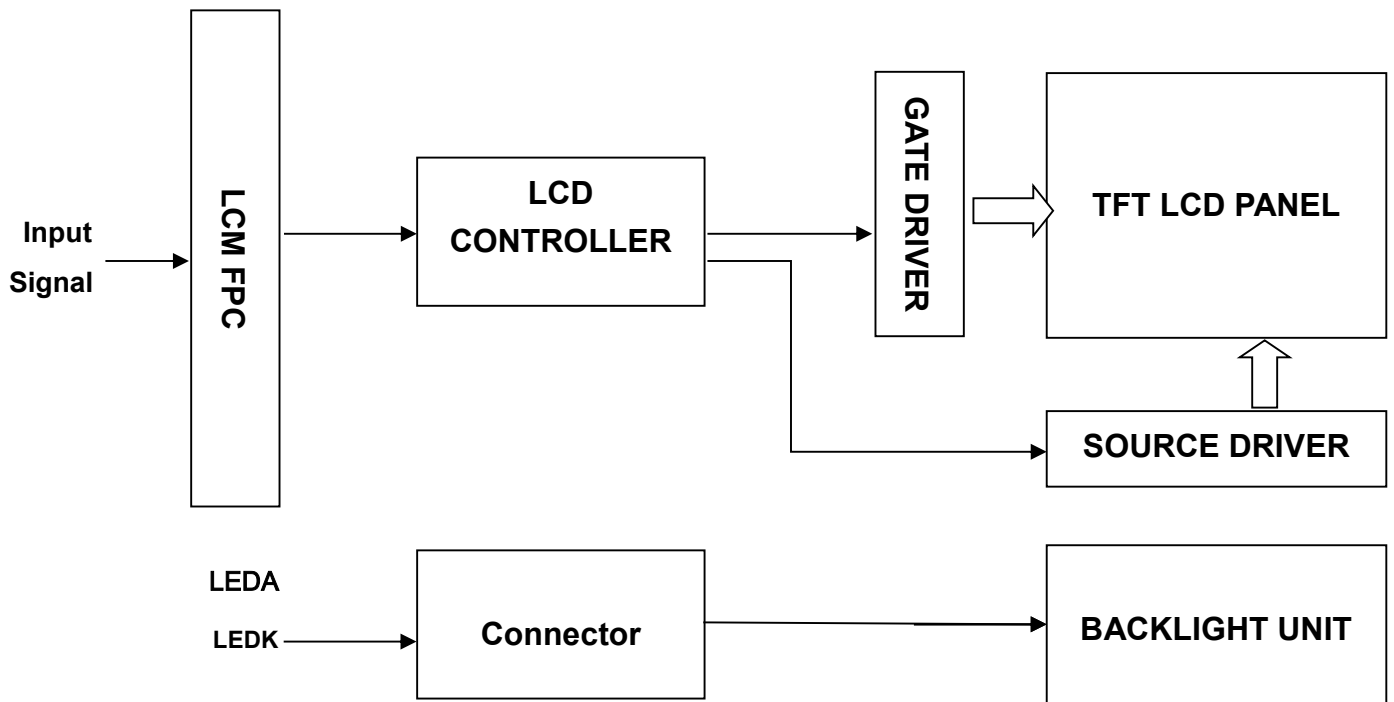 Input
Signal
LCM FPC
LCD
CONTROLLER
GATE DRIVER
TFT LCD PANEL
SOURCE DRIVER
LEDA
LEDK
Connector
BACKLIGHT UNIT